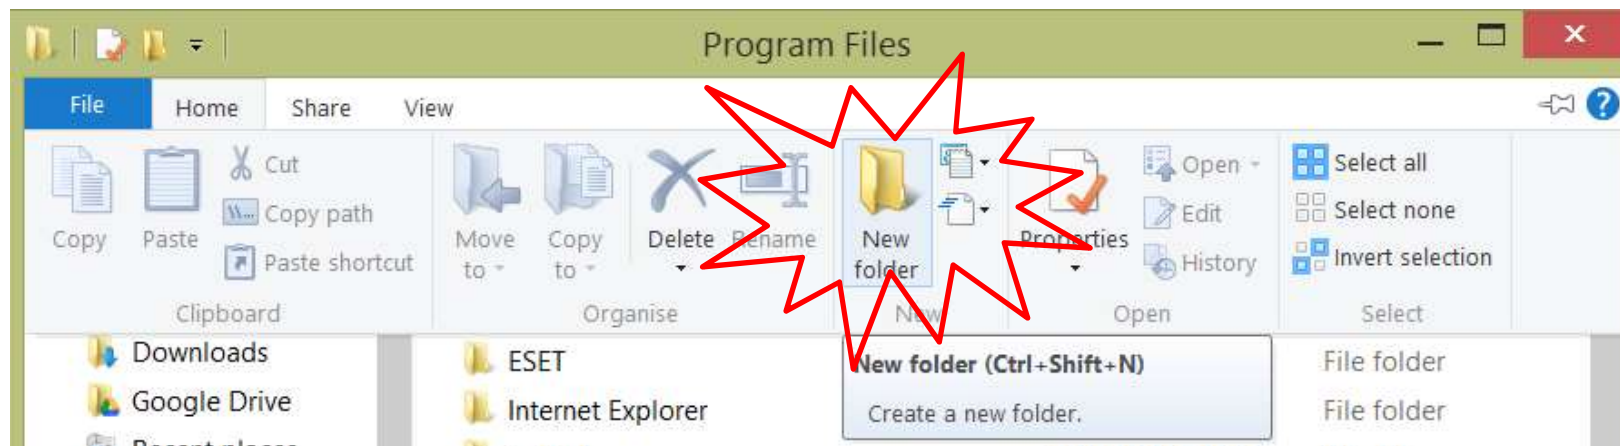 Program Files
File Home Share View
Copy
Paste
Cut
Copy path
Paste shortcut
Clipboard
Move
to
Copy
to
Delete
Rename
Organise
New
folder
New
Properties
Open
Edit
History
Open
Select all
Select none
Invert selection
Select
Downloads
Google Drive
Recent places
ESET
Internet Explorer
New folder (Ctrl+Shift+N)
Create a new folder.
File folder
File folder